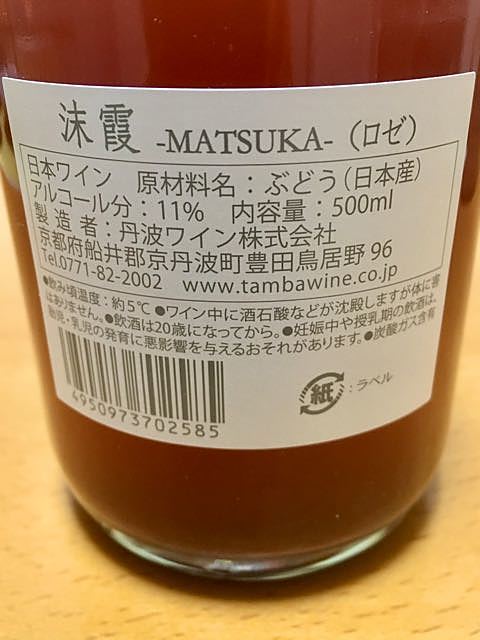 沫霞 -MATSUKA-（ロゼ）
日本ワイン 原材料名：ぶどう（日本産）
アルコール分：11% 内容量：500ml
製造者：丹波ワイン株式会社
京都府船井郡京丹波町豊田鳥居野 96
Tel.0771-82-2002 www.tambawine.co.jp
●飲み頃温度：約5℃ ●ワイン中に酒石酸などが沈殿しますが体に害
はありません。●飲酒は20歳になってから。●妊娠中や授乳期の飲酒は、
胎児・乳児の発育に悪影響を与えるおそれがあります。●炭酸ガス含有
4950973702585
紙：ラベル